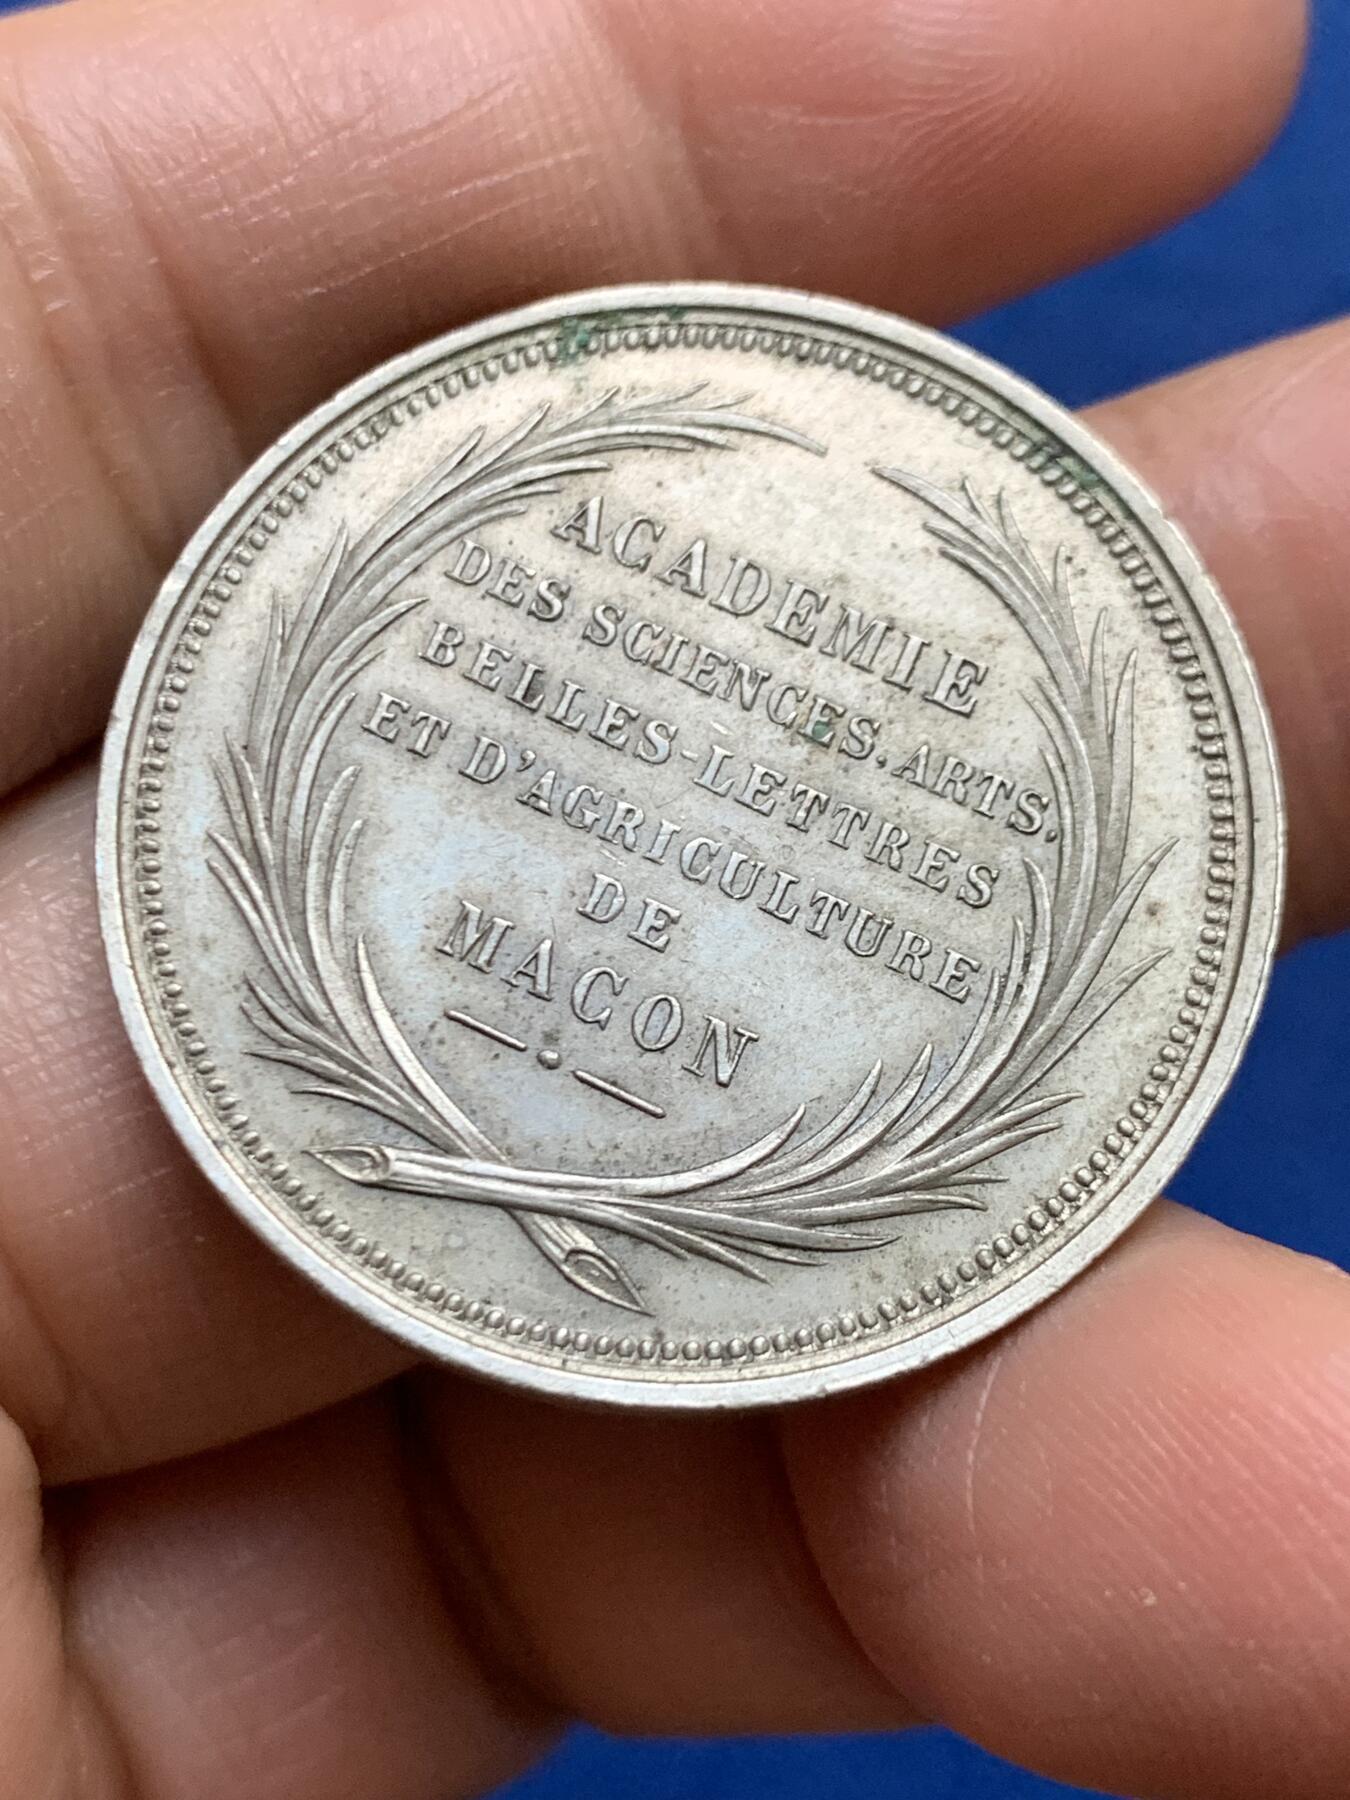 ACADEMIE
DES SCIENCES. ARTS,
BELLES-LETTRES
ET D'AGRICULTURE
DE
MACON